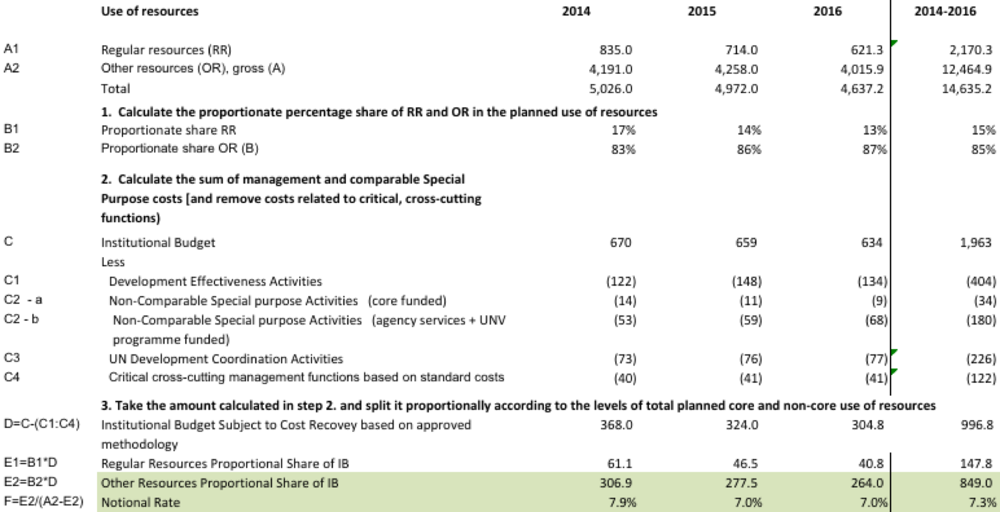 Use of resources 2014 2015 2016 2014-2016
A1 Regular resources (RR) 835.0 714.0 621.3 2,170.3
A2 Other resources (OR), gross (A) 4,191.0 4,258.0 4,015.9 12,464.9
Total 5,026.0 4,972.0 4,637.2 14,635.2
1. Calculate the proportionate percentage share of RR and OR in the planned use of resources
B1 Proportionate share RR 17% 14% 13% 15%
B2 Proportionate share OR (B) 83% 86% 87% 85%
2. Calculate the sum of management and comparable Special
Purpose costs [and remove costs related to critical, cross-cutting
functions)
C Institutional Budget 670 659 634 1,963
Less
C1 Development Effectiveness Activities (122) (148) (134) (404)
C2 - a Non-Comparable Special purpose Activities (core funded) (14) (11) (9) (34)
C2 - b Non-Comparable Special purpose Activities (agency services + UNV (53) (59) (68) (180)
programme funded)
C3 UN Development Coordination Activities (73) (76) (77) (226)
C4 Critical cross-cutting management functions based on standard costs (40) (41) (41) (122)
3. Take the amount calculated in step 2. and split it proportionally according to the levels of total planned core and non-core use of resources
D=C-(C1:C4) Institutional Budget Subject to Cost Recovey based on approved 368.0 324.0 304.8 996.8
methodology
E1=B1*D Regular Resources Proportional Share of IB 61.1 46.5 40.8 147.8
E2=B2*D Other Resources Proportional Share of IB 306.9 277.5 264.0 849.0
F=E2/(A2-E2) Notional Rate 7.9% 7.0% 7.0% 7.3%